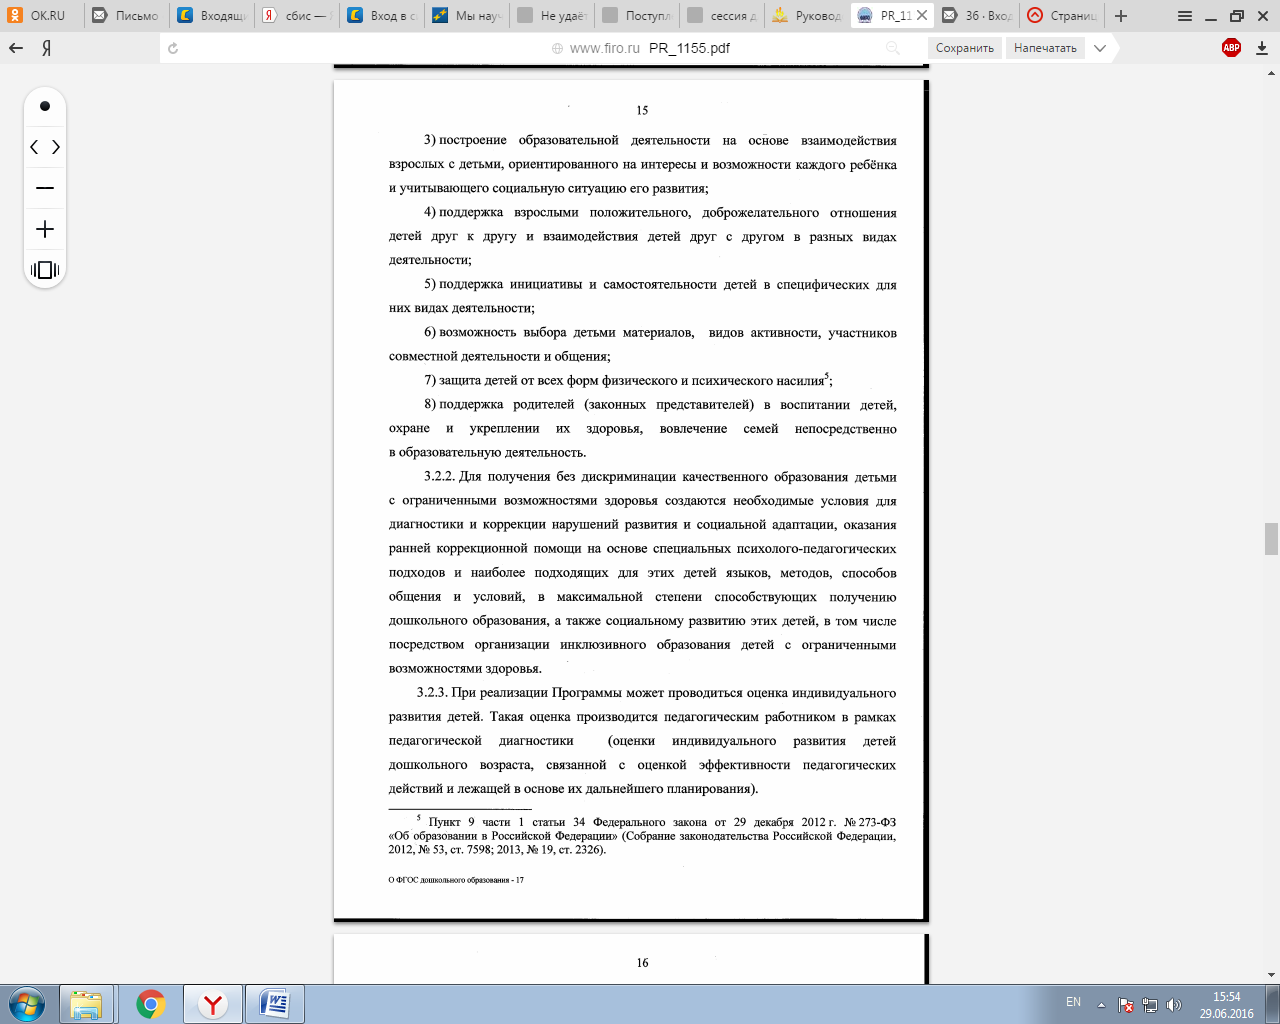 OK.RU
Письмо
Входящи
сбис — Я
Вход в си
Мы науч
Не удаёт
Поступл
сессия д
Руковод
PR_11
36 · Вход
Страниц
Я
www.firo.ru PR_1155.pdf
Сохранить
Напечатать
ABP
15
3) построение образовательной деятельности на основе взаимодействия
взрослых с детьми, ориентированного на интересы и возможности каждого ребёнка
и учитывающего социальную ситуацию его развития;
4) поддержка взрослыми положительного, доброжелательного отношения
детей друг к другу и взаимодействия детей друг с другом в разных видах
деятельности;
5) поддержка инициативы и самостоятельности детей в специфических для
них видах деятельности;
6) возможность выбора детьми материалов, видов активности, участников
совместной деятельности и общения;
7) защита детей от всех форм физического и психического насилия⁵;
8) поддержка родителей (законных представителей) в воспитании детей,
охране и укреплении их здоровья, вовлечение семей непосредственно
в образовательную деятельность.
3.2.2. Для получения без дискриминации качественного образования детьми
с ограниченными возможностями здоровья создаются необходимые условия для
диагностики и коррекции нарушений развития и социальной адаптации, оказания
ранней коррекционной помощи на основе специальных психолого-педагогических
подходов и наиболее подходящих для этих детей языков, методов, способов
общения и условий, в максимальной степени способствующих получению
дошкольного образования, а также социальному развитию этих детей, в том числе
посредством организации инклюзивного образования детей с ограниченными
возможностями здоровья.
3.2.3. При реализации Программы может проводиться оценка индивидуального
развития детей. Такая оценка производится педагогическим работником в рамках
педагогической диагностики (оценки индивидуального развития детей
дошкольного возраста, связанной с оценкой эффективности педагогических
действий и лежащей в основе их дальнейшего планирования).
⁵ Пункт 9 части 1 статьи 34 Федерального закона от 29 декабря 2012 г. № 273-ФЗ
«Об образовании в Российской Федерации» (Собрание законодательства Российской Федерации,
2012, № 53, ст. 7598; 2013, № 19, ст. 2326).
О ФГОС дошкольного образования - 17
16
EN
15:54
29.06.2016